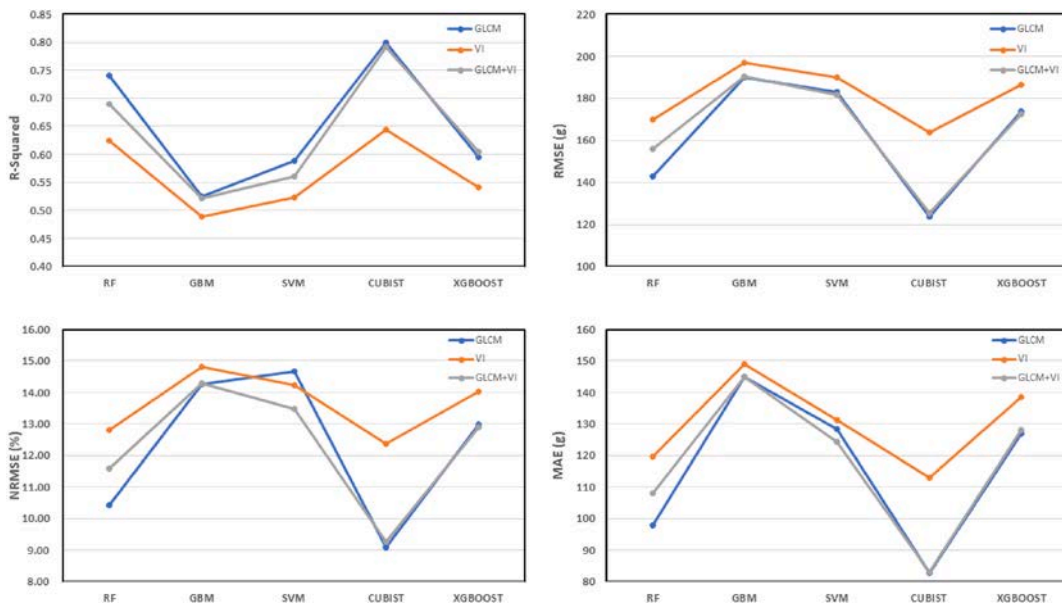 R-Squared
0.85
0.80
0.75
0.70
0.65
0.60
0.55
0.50
0.45
0.40
RF GBM SVM CUBIST XGBOOST
GLCM
VI
GLCM+VI
RMSE (g)
220
200
180
160
140
120
100
RF GBM SVM CUBIST XGBOOST
GLCM
VI
GLCM+VI
NRMSE (%)
16.00
15.00
14.00
13.00
12.00
11.00
10.00
9.00
8.00
RF GBM SVM CUBIST XGBOOST
GLCM
VI
GLCM+VI
MAE (g)
160
150
140
130
120
110
100
90
80
RF GBM SVM CUBIST XGBOOST
GLCM
VI
GLCM+VI